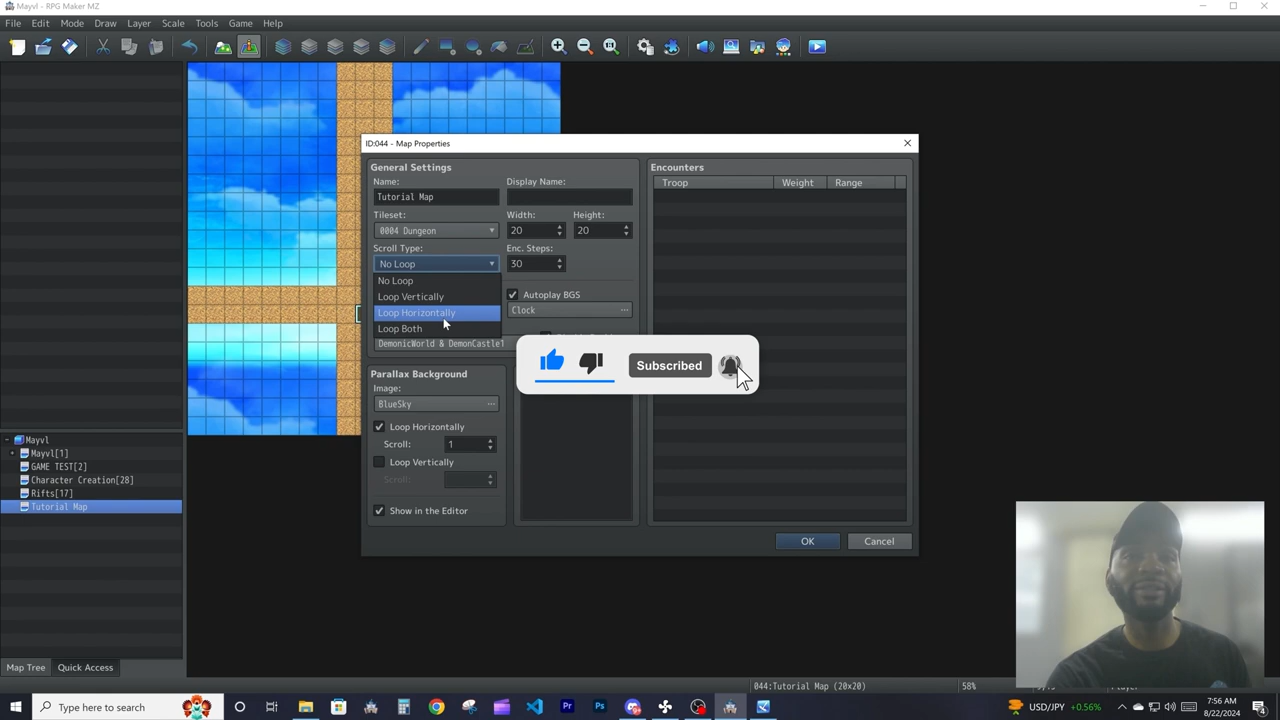 Mayvl - RPG Maker MZ
File Edit Mode Draw Layer Scale Tools Game Help
ID:044 - Map Properties
General Settings
Name:
Display Name:
Tutorial Map
Tileset:
Width:
Height:
0004 Dungeon
20
20
Scroll Type:
Enc. Steps:
No Loop
30
No Loop
Loop Vertically
Loop Horizontally
Loop Both
Autoplay BGS
Clock
DemonicWorld & DemonCastle1
Parallax Background
Image:
BlueSky
Loop Horizontally
Scroll:
1
Loop Vertically
Scroll:
Show in the Editor
Encounters
Troop Weight Range
Subscribed
OK
Cancel
Mayvl
Mayvl[1]
GAME TEST[2]
Character Creation[28]
Rifts[17]
Tutorial Map
Map Tree Quick Access
044:Tutorial Map (20x20)
58%
Type here to search
USD/JPY +0.56%
7:56 AM
8/22/2024